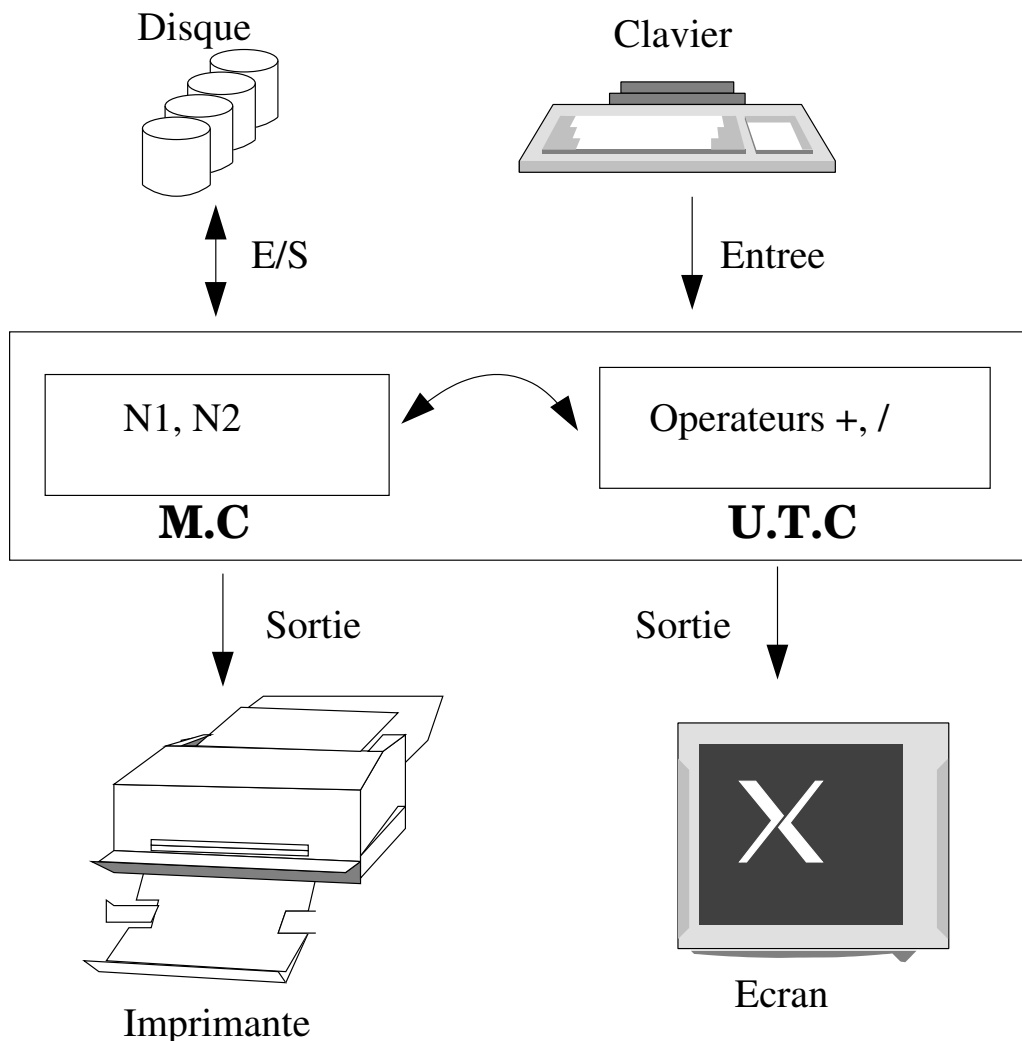 Disque
Clavier
E/S
Entree
N1, N2
Operateurs +, /
M.C
U.T.C
Sortie
Sortie
X
Ecran
Imprimante